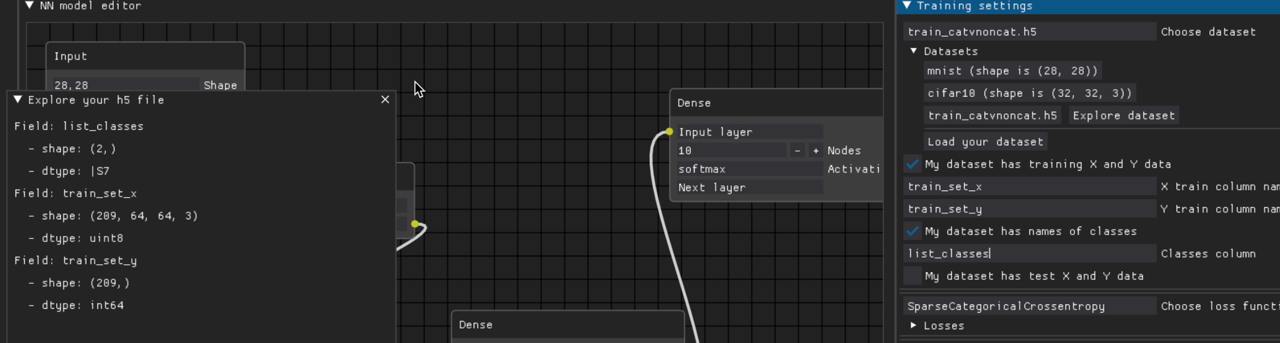 NN model editor
Input
28,28 Shape
Explore your h5 file
Field: list_classes
- shape: (2,)
- dtype: |S7
Field: train_set_x
- shape: (209, 64, 64, 3)
- dtype: uint8
Field: train_set_y
- shape: (209,)
- dtype: int64
Dense
Input layer
10 - + Nodes
softmax Activati
Next layer
Dense
Training settings
train_catvnoncat.h5 Choose dataset
Datasets
mnist (shape is (28, 28))
cifar10 (shape is (32, 32, 3))
train_catvnoncat.h5 Explore dataset
Load your dataset
My dataset has training X and Y data
train_set_x X train column nam
train_set_y Y train column nam
My dataset has names of classes
list_classes Classes column
My dataset has test X and Y data
SparseCategoricalCrossentropy Choose loss functi
Losses